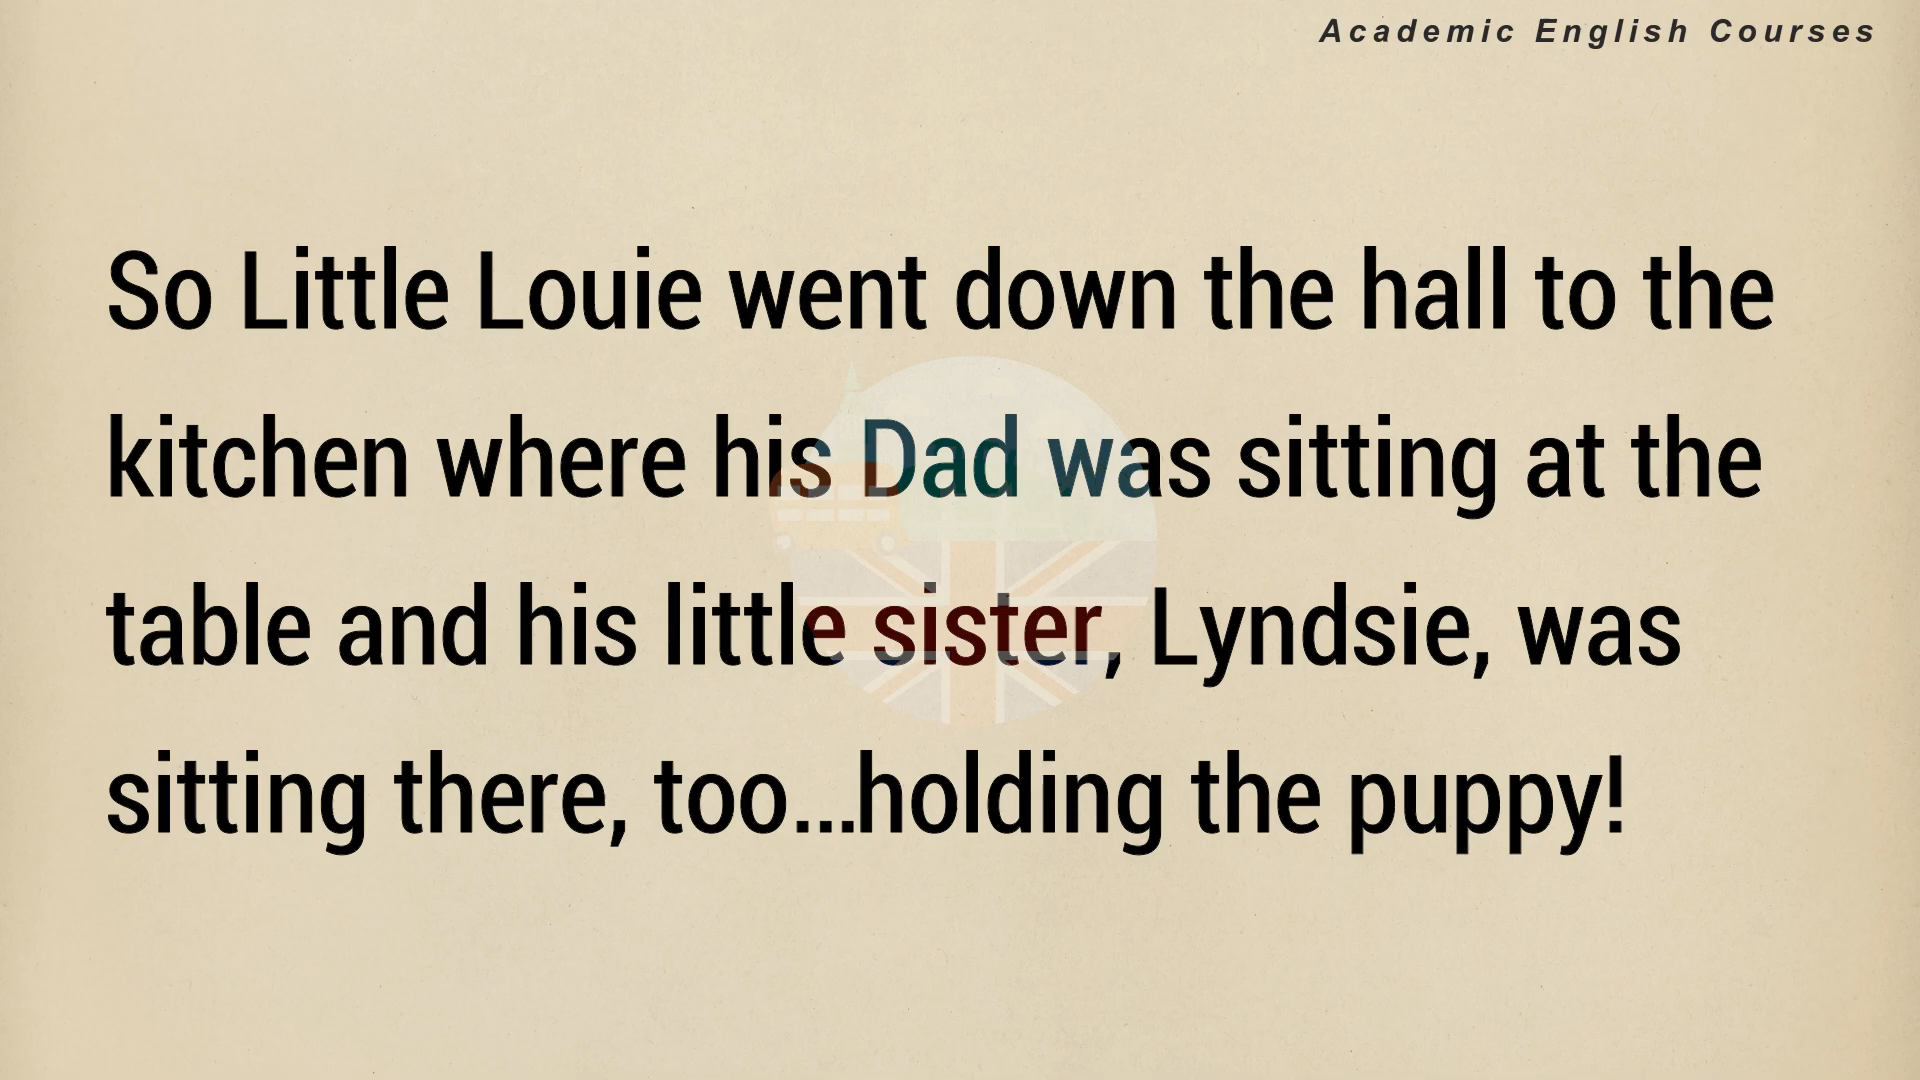 Academic English Courses
So Little Louie went down the hall to the
kitchen where his Dad was sitting at the
table and his little sister, Lyndsie, was
sitting there, too...holding the puppy!